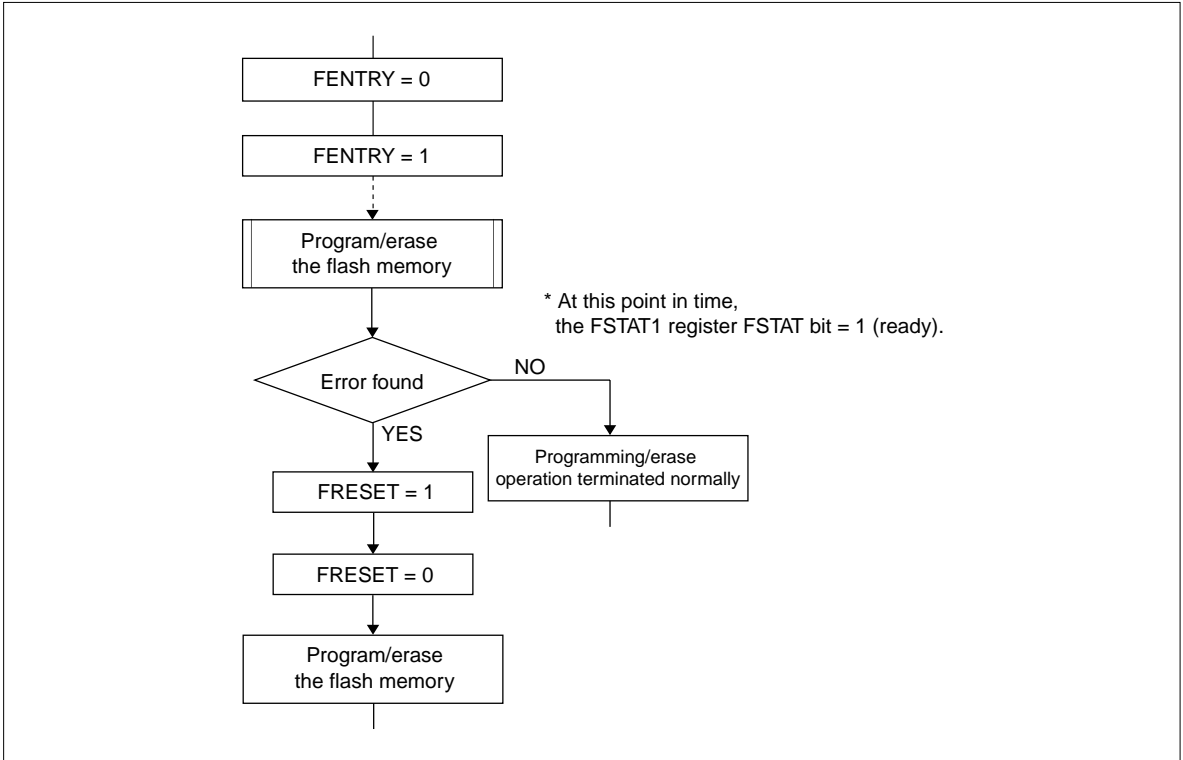 FENTRY = 0
FENTRY = 1
Program/erase
the flash memory
* At this point in time,
the FSTAT1 register FSTAT bit = 1 (ready).
Error found
NO
YES
Programming/erase
operation terminated normally
FRESET = 1
FRESET = 0
Program/erase
the flash memory